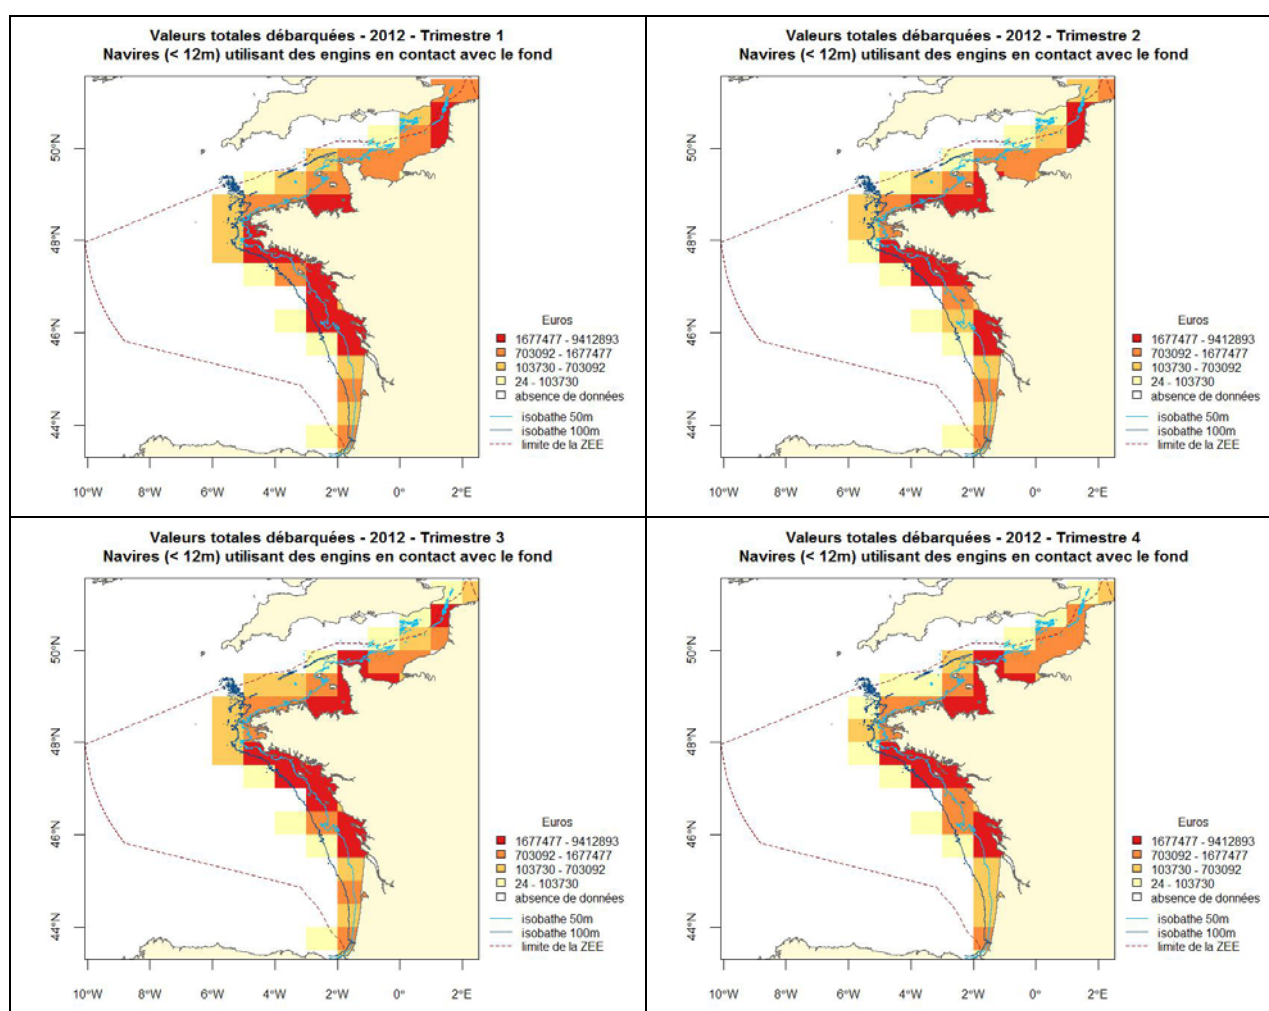 Valeurs totales débarquées - 2012 - Trimestre 1
Navires (< 12m) utilisant des engins en contact avec le fond
50°N
48°N
46°N
44°N
Euros
1677477 - 9412893
703092 - 1677477
103730 - 703092
24 - 103730
absence de données
isobathe 50m
isobathe 100m
limite de la ZEE
10°W 8°W 6°W 4°W 2°W 0° 2°E
Valeurs totales débarquées - 2012 - Trimestre 2
Navires (< 12m) utilisant des engins en contact avec le fond
50°N
48°N
46°N
44°N
Euros
1677477 - 9412893
703092 - 1677477
103730 - 703092
24 - 103730
absence de données
isobathe 50m
isobathe 100m
limite de la ZEE
10°W 8°W 6°W 4°W 2°W 0° 2°E
Valeurs totales débarquées - 2012 - Trimestre 3
Navires (< 12m) utilisant des engins en contact avec le fond
50°N
48°N
46°N
44°N
Euros
1677477 - 9412893
703092 - 1677477
103730 - 703092
24 - 103730
absence de données
isobathe 50m
isobathe 100m
limite de la ZEE
10°W 8°W 6°W 4°W 2°W 0° 2°E
Valeurs totales débarquées - 2012 - Trimestre 4
Navires (< 12m) utilisant des engins en contact avec le fond
50°N
48°N
46°N
44°N
Euros
1677477 - 9412893
703092 - 1677477
103730 - 703092
24 - 103730
absence de données
isobathe 50m
isobathe 100m
limite de la ZEE
10°W 8°W 6°W 4°W 2°W 0° 2°E